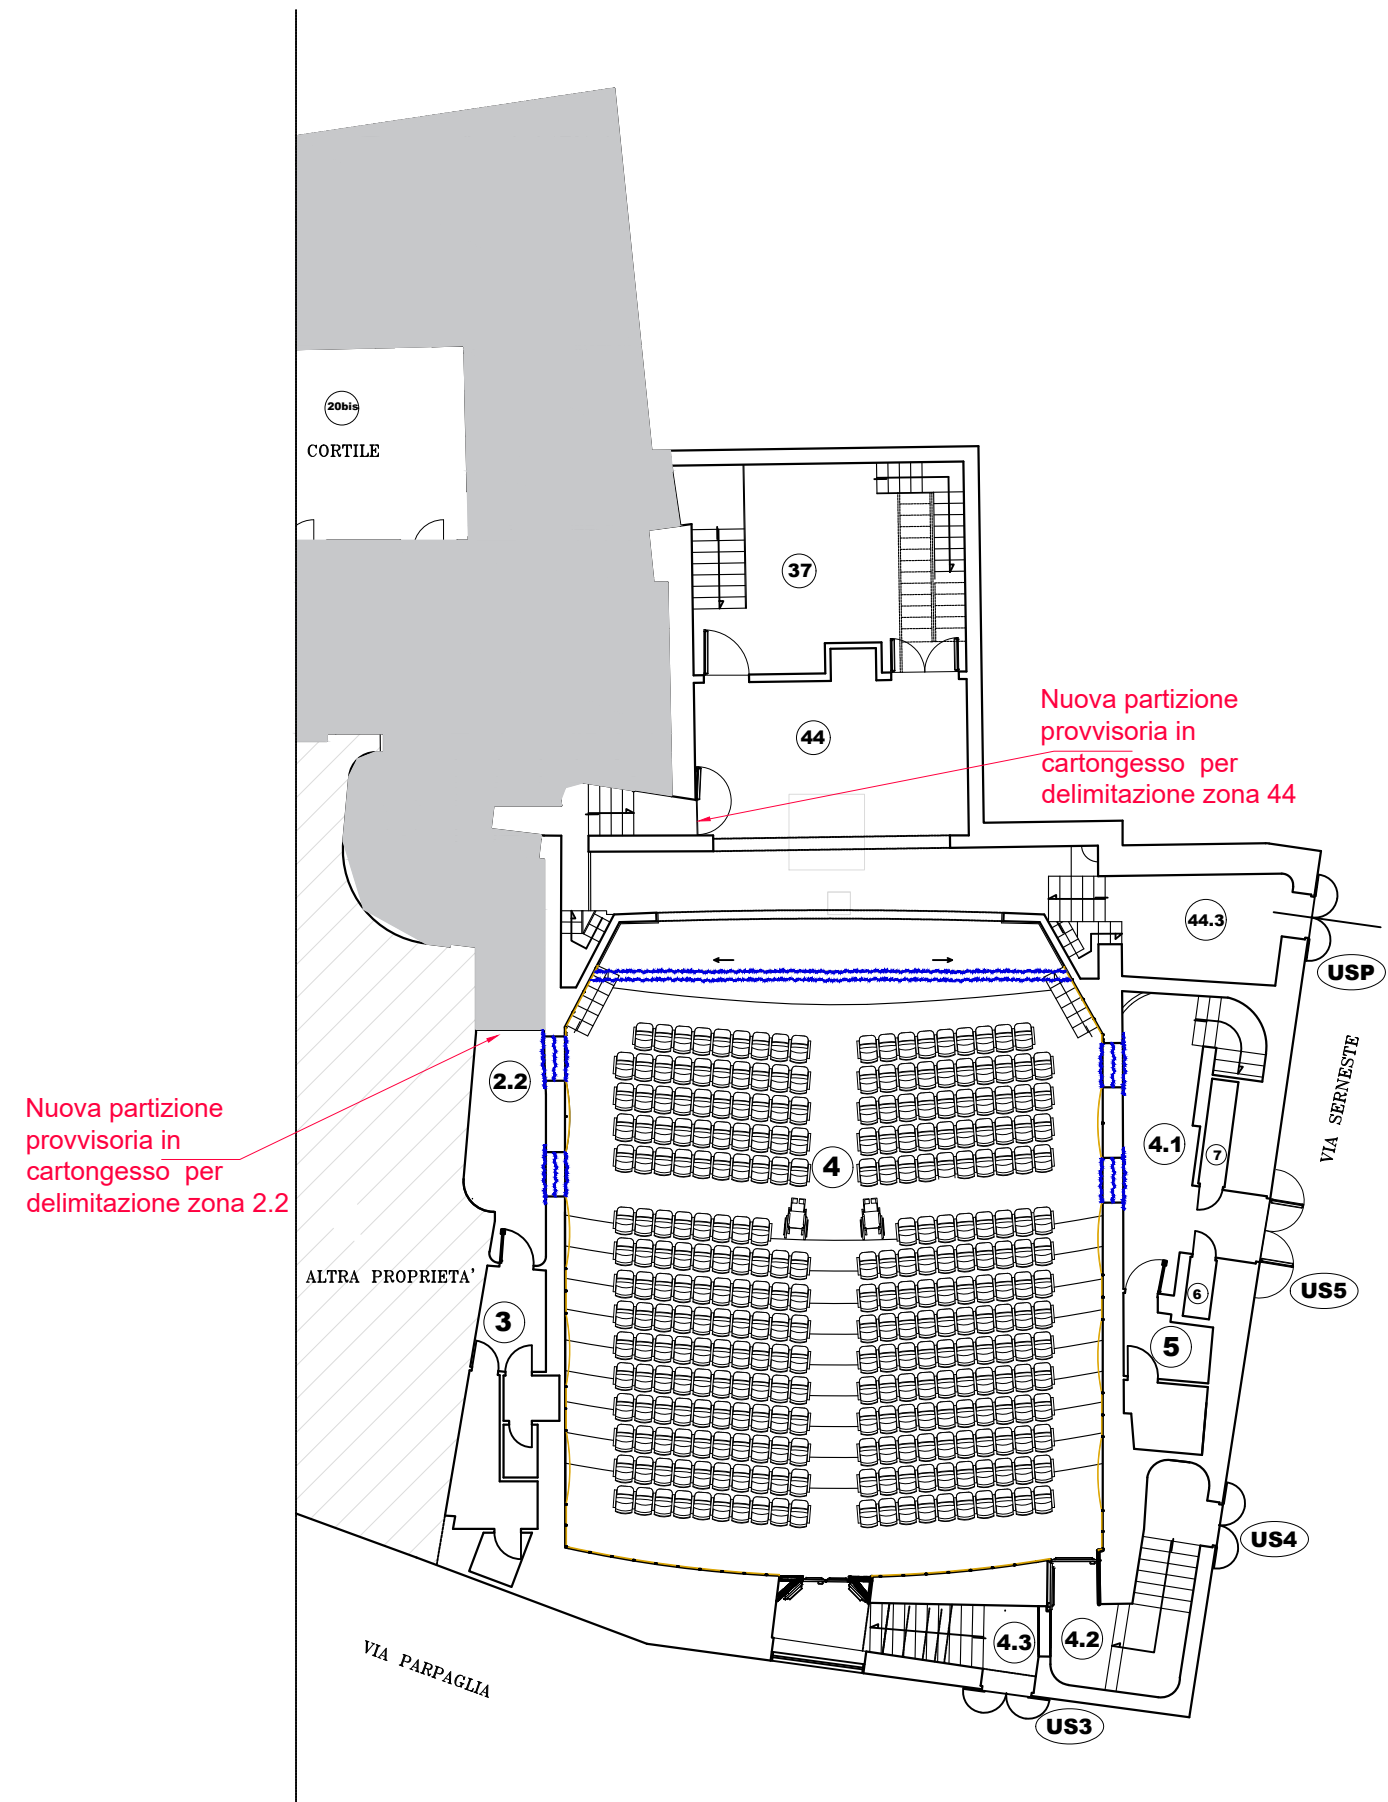 20bis
CORTILE
37
Nuova partizione
provvisoria in
cartongesso per
delimitazione zona 44
44
44.3
USP
VIA SERNESTE
2.2
Nuova partizione
provvisoria in
cartongesso per
delimitazione zona 2.2
4
4.1
7
ALTRA PROPRIETA'
6
US5
3
5
US4
4.3
4.2
VIA PARPAGLIA
US3